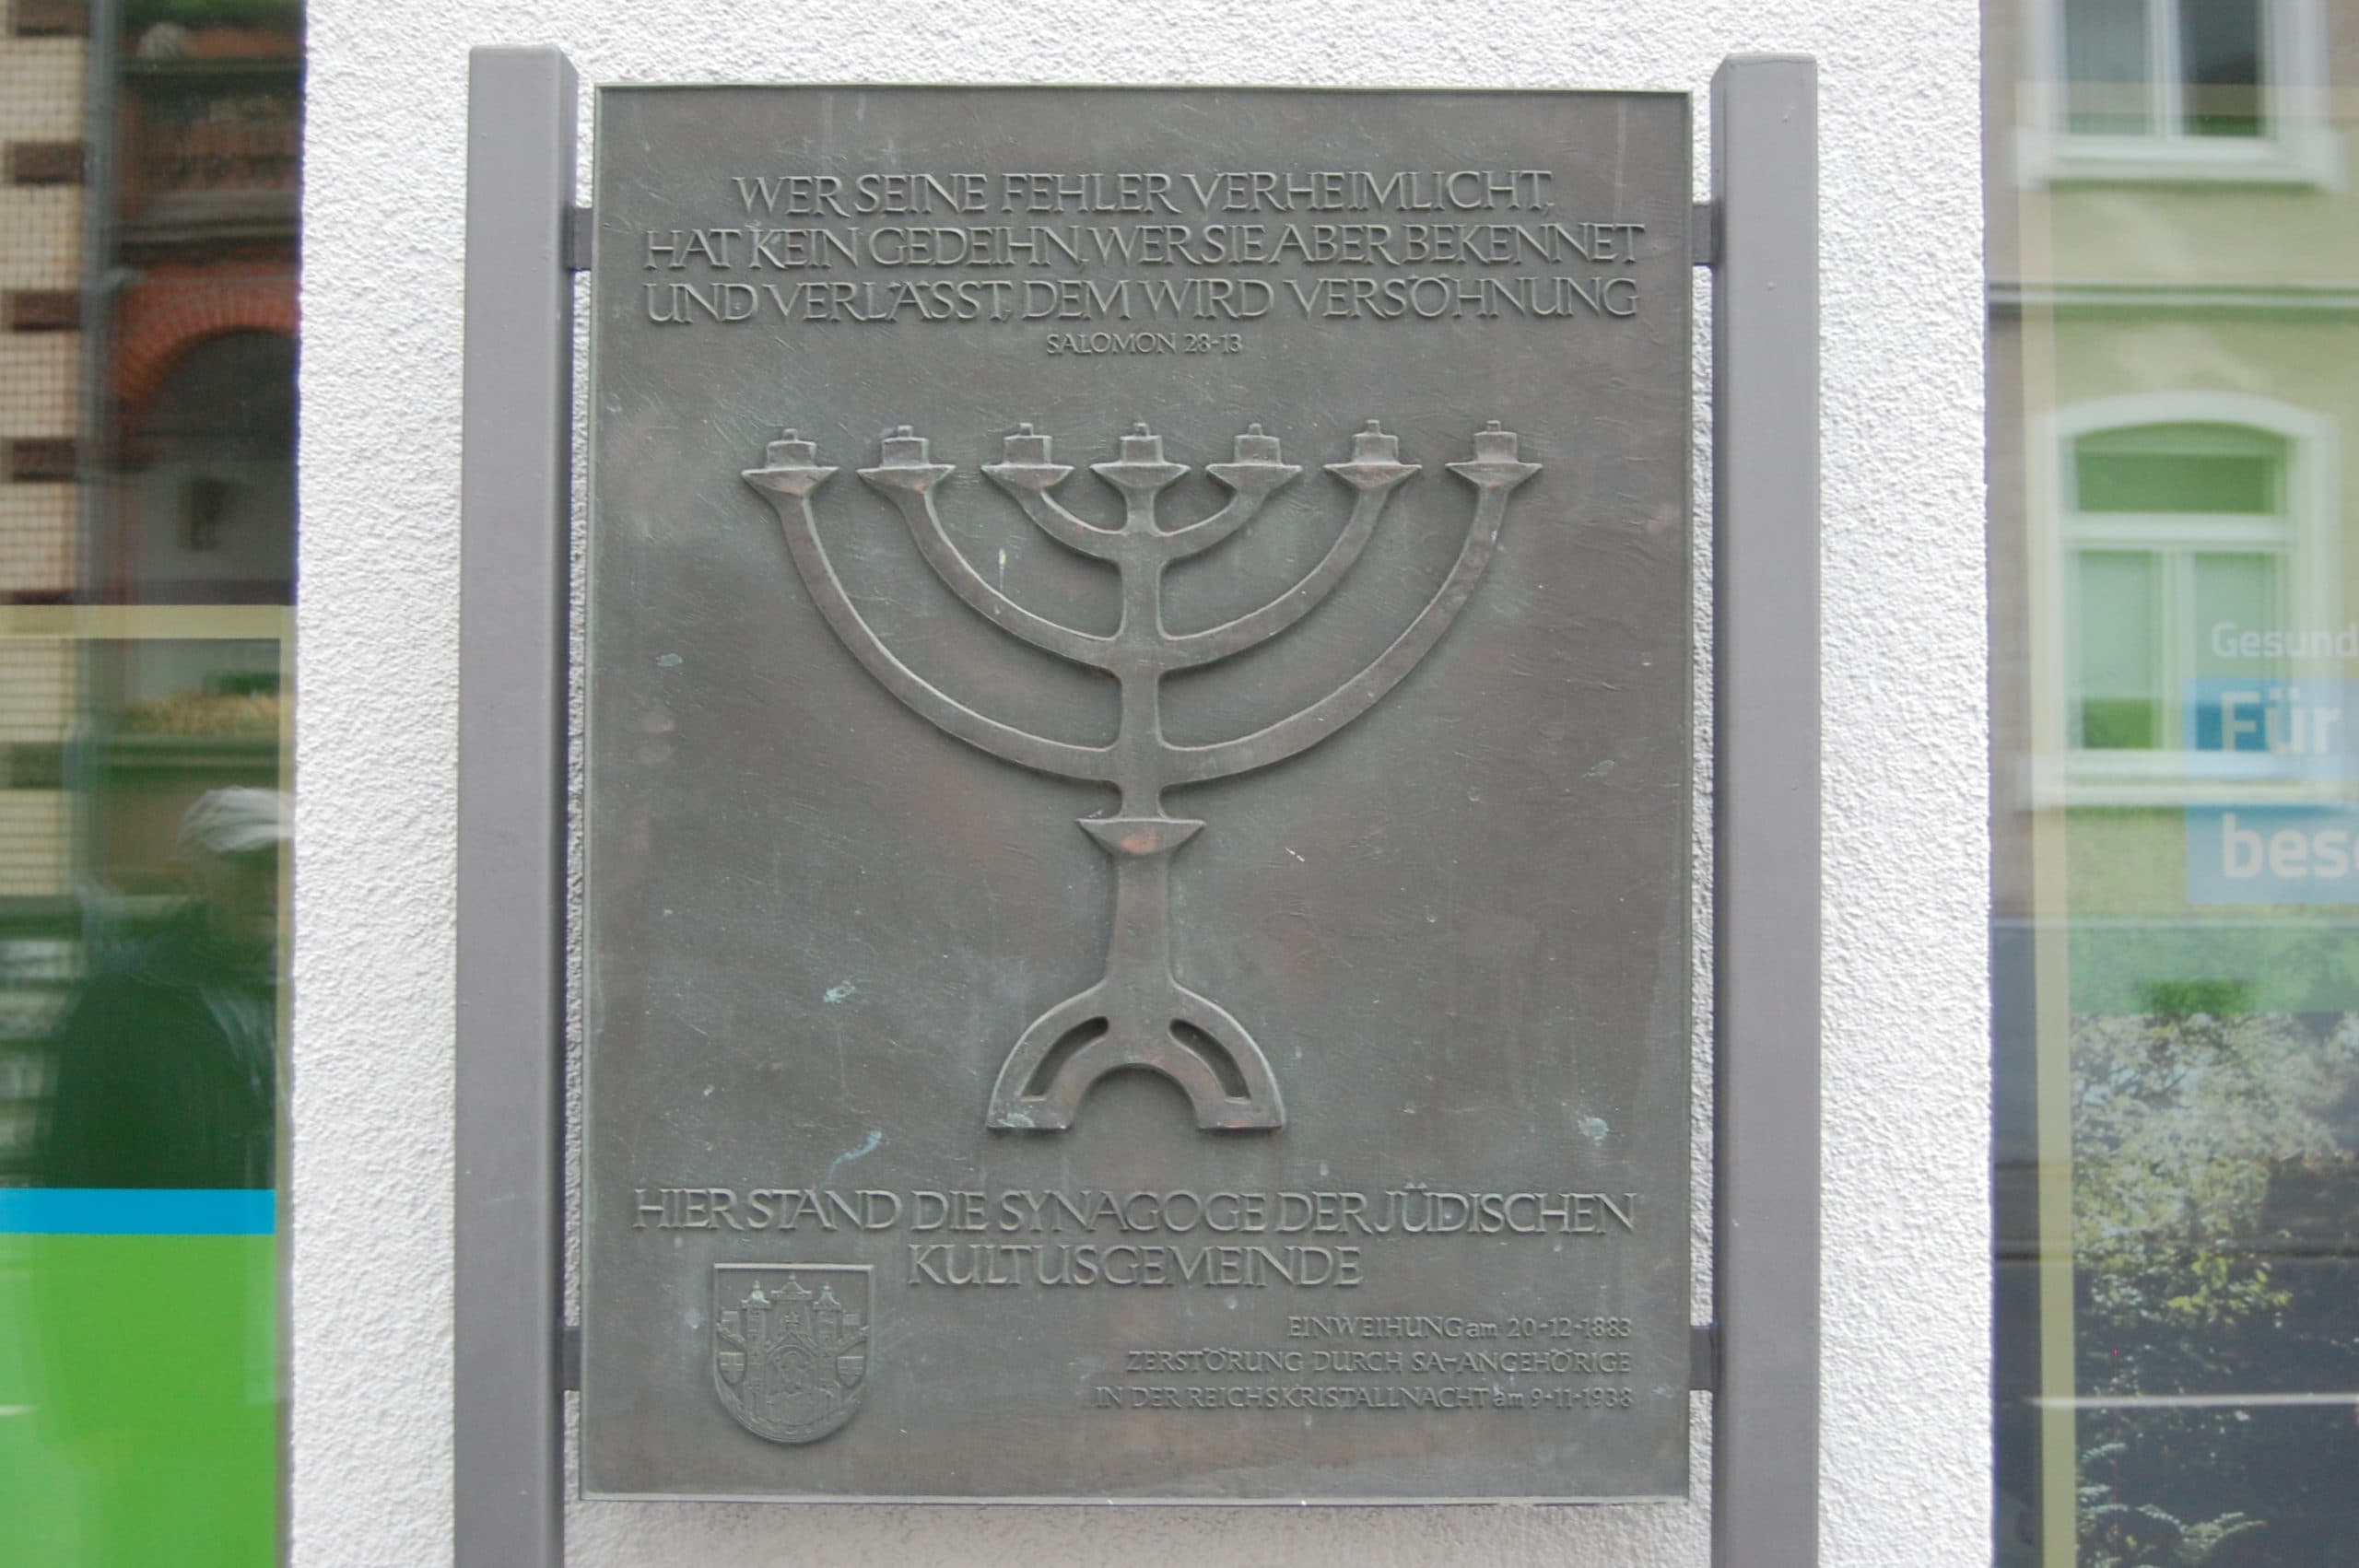 WER SEINE FEHLER VERHEIMLICHT,
HAT KEIN GEDEIHN, WER SIE ABER BEKENNET
UND VERLÄSST, DEM WIRD VERSÖHNUNG
SALOMON 28-13
HIER STAND DIE SYNAGOGE DER JÜDISCHEN
KULTUSGEMEINDE
EINWEIHUNG am 20-12-1883
ZERSTÖRUNG DURCH SA-ANGEHÖRIGE
IN DER REICHSKRISTALLNACHT am 9-11-1938
Gesund
Für
bes